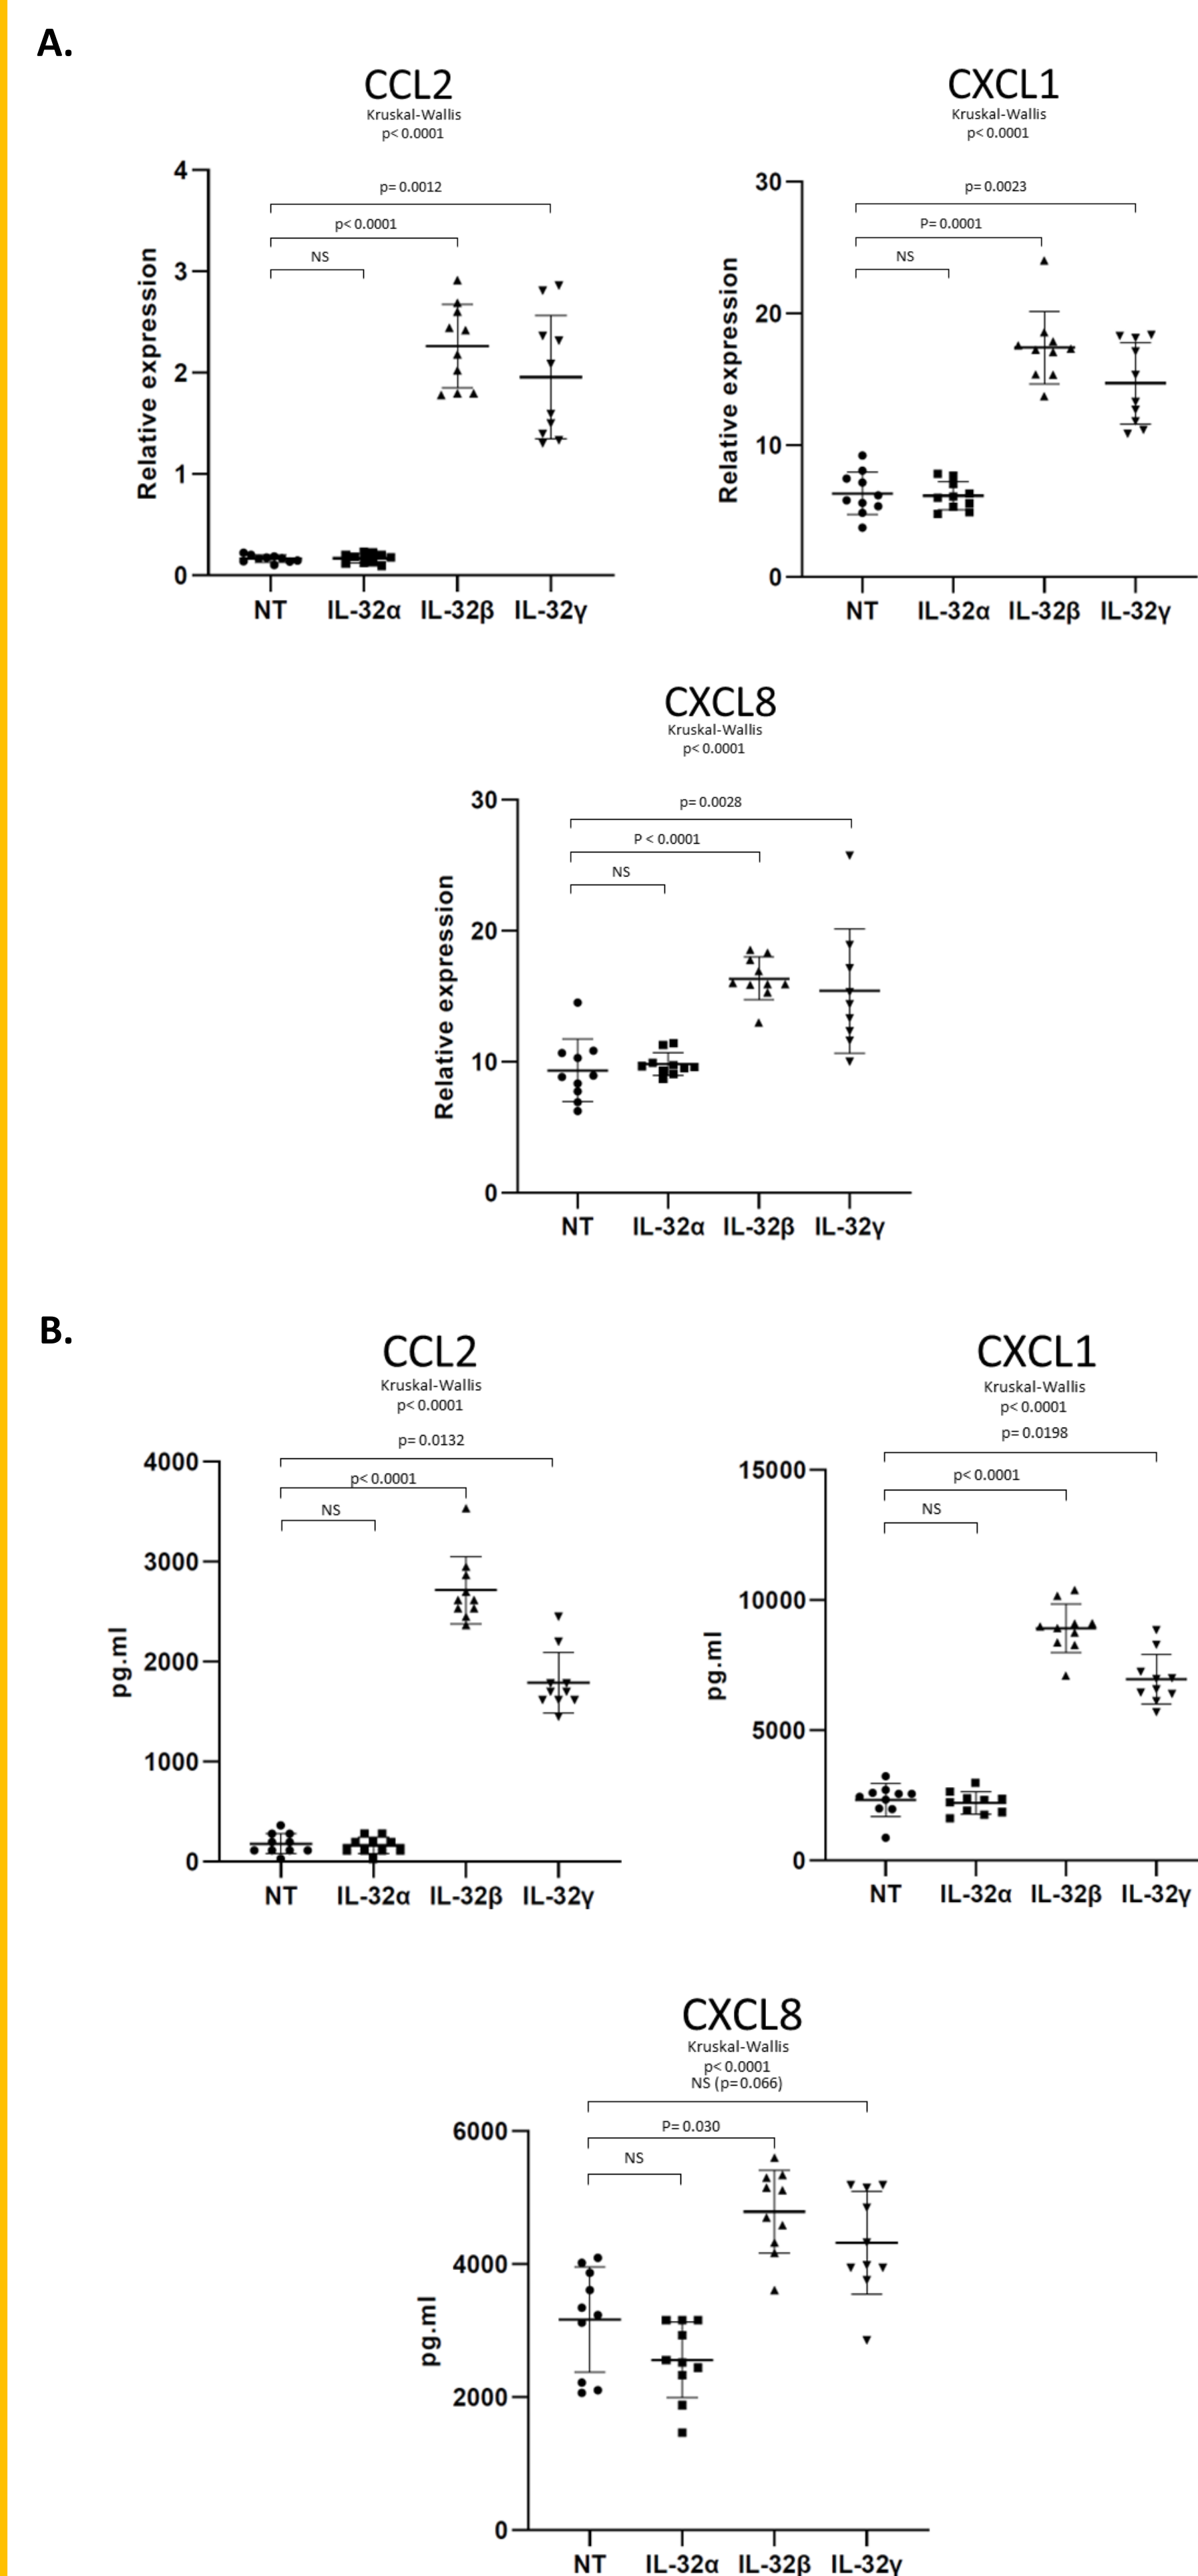 A.
CCL2
Kruskal-Wallis
p< 0.0001
p= 0.0012
p< 0.0001
NS
Relative expression
4
3
2
1
0
NT IL-32α IL-32β IL-32γ
CXCL1
Kruskal-Wallis
p< 0.0001
p= 0.0023
P= 0.0001
NS
Relative expression
30
20
10
0
NT IL-32α IL-32β IL-32γ
CXCL8
Kruskal-Wallis
p< 0.0001
p= 0.0028
P < 0.0001
NS
Relative expression
30
20
10
0
NT IL-32α IL-32β IL-32γ
B.
CCL2
Kruskal-Wallis
p< 0.0001
p= 0.0132
p< 0.0001
NS
pg.ml
4000
3000
2000
1000
0
NT IL-32α IL-32β IL-32γ
CXCL1
Kruskal-Wallis
p< 0.0001
p= 0.0198
p< 0.0001
NS
pg.ml
15000
10000
5000
0
NT IL-32α IL-32β IL-32γ
CXCL8
Kruskal-Wallis
p< 0.0001
NS (p= 0.066)
P= 0.030
NS
pg.ml
6000
4000
2000
0
NT IL-32α IL-32β IL-32γ